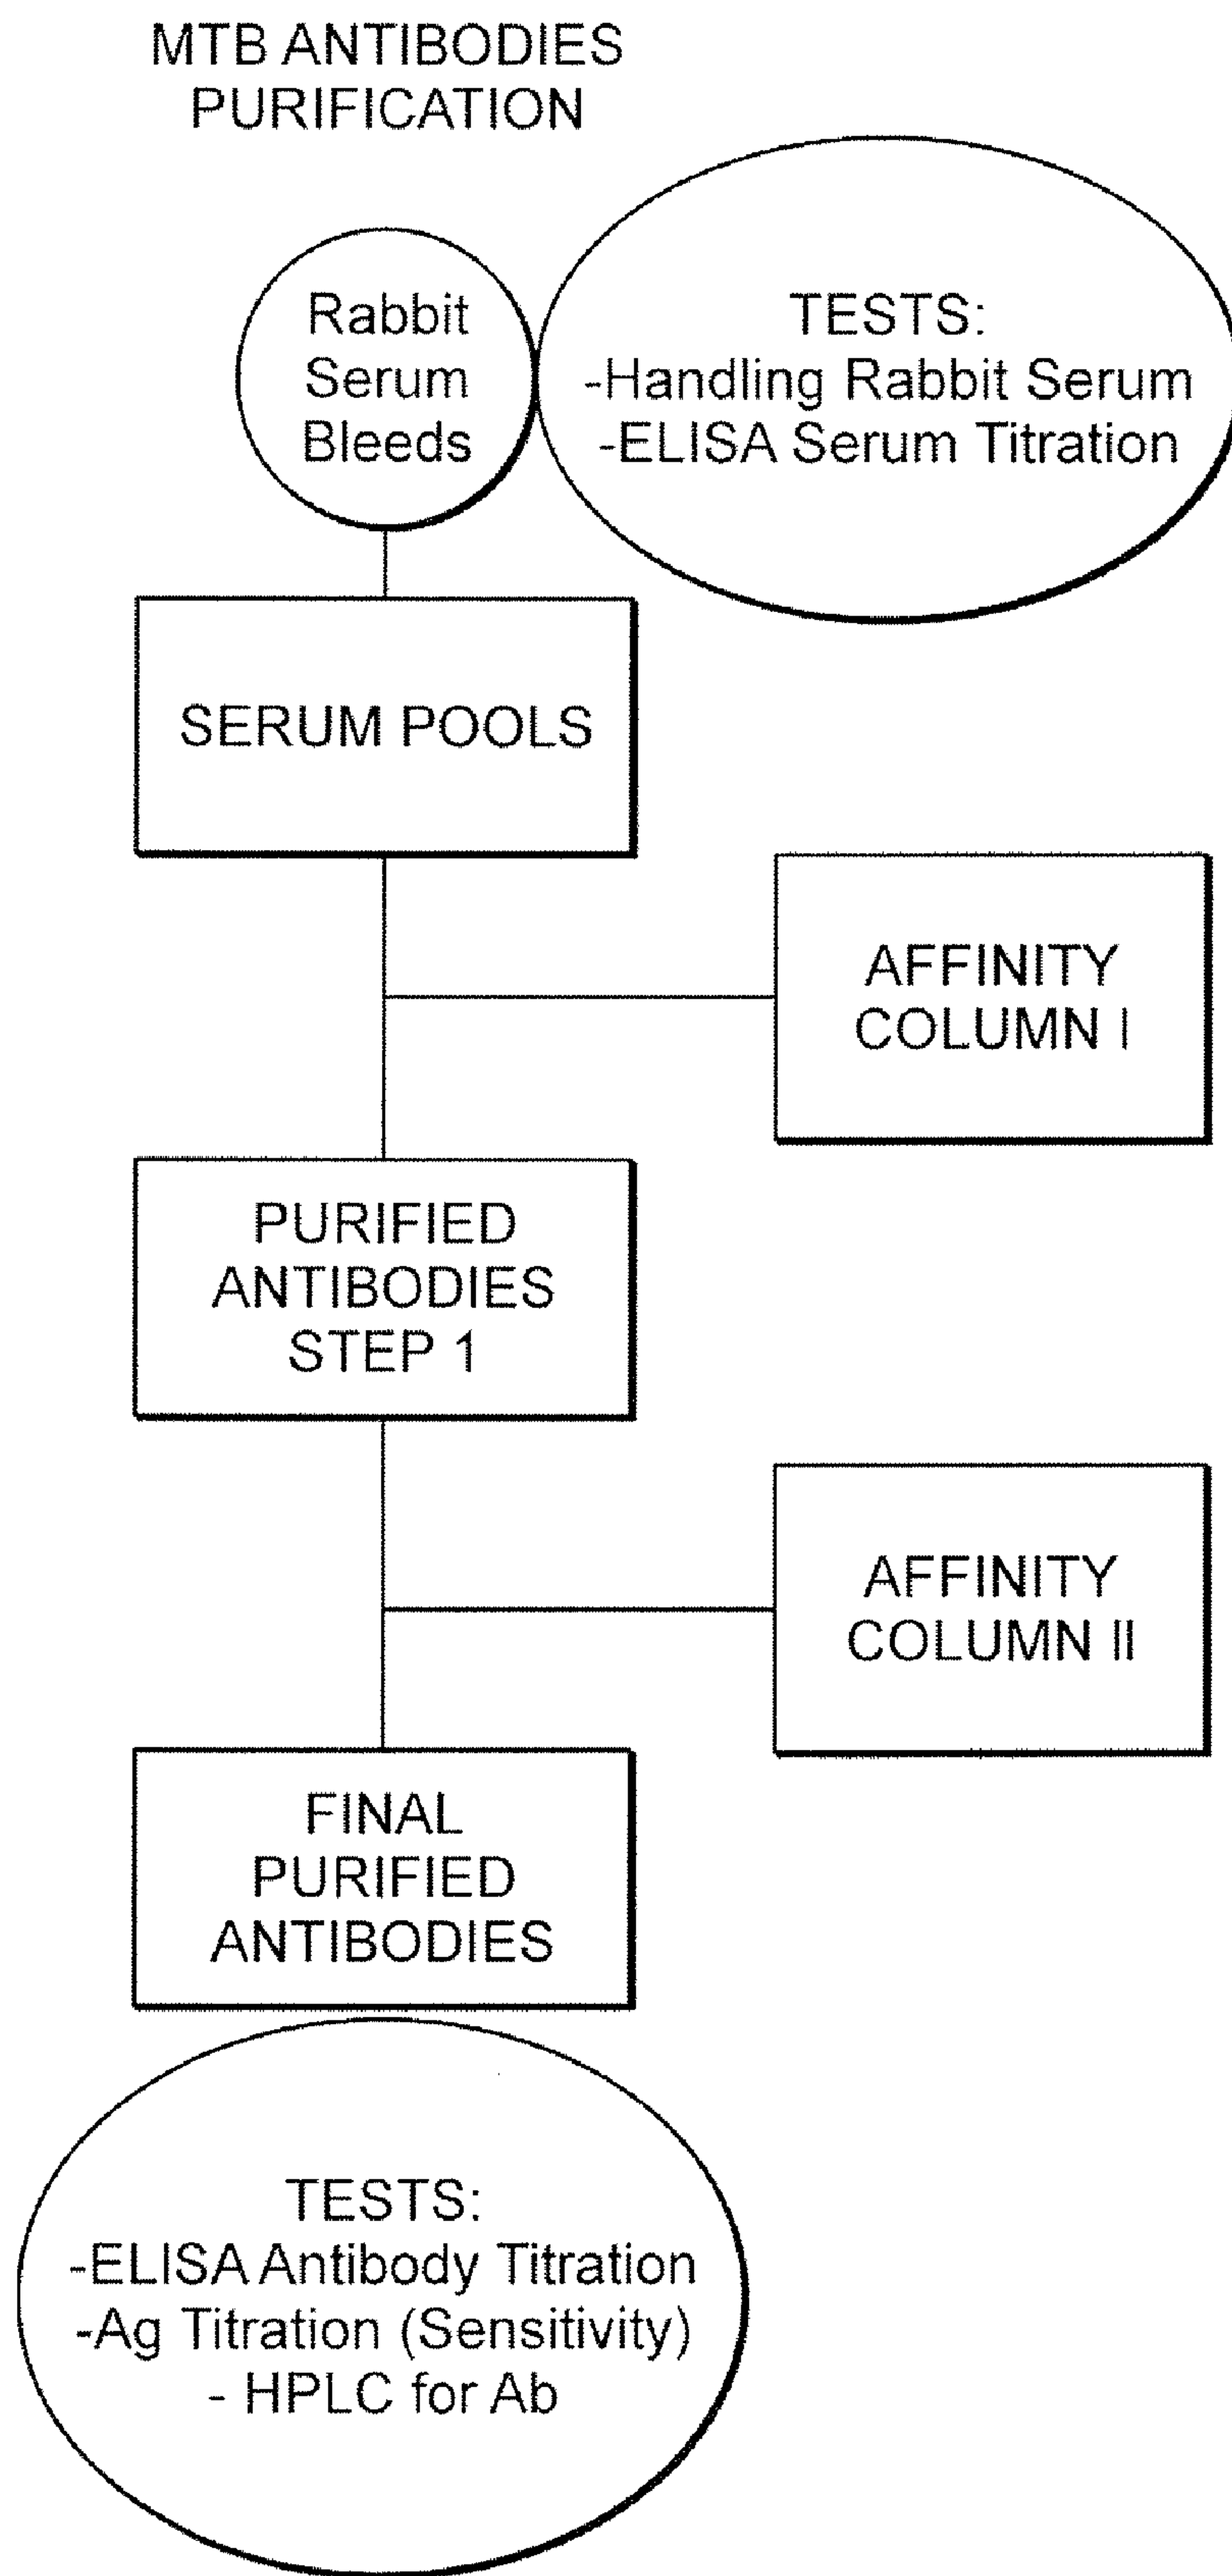 MTB ANTIBODIES
PURIFICATION
Rabbit
Serum
Bleeds
TESTS:
-Handling Rabbit Serum
-ELISA Serum Titration
SERUM POOLS
AFFINITY
COLUMN I
PURIFIED
ANTIBODIES
STEP 1
AFFINITY
COLUMN II
FINAL
PURIFIED
ANTIBODIES
TESTS:
-ELISA Antibody Titration
-Ag Titration (Sensitivity)
- HPLC for Ab